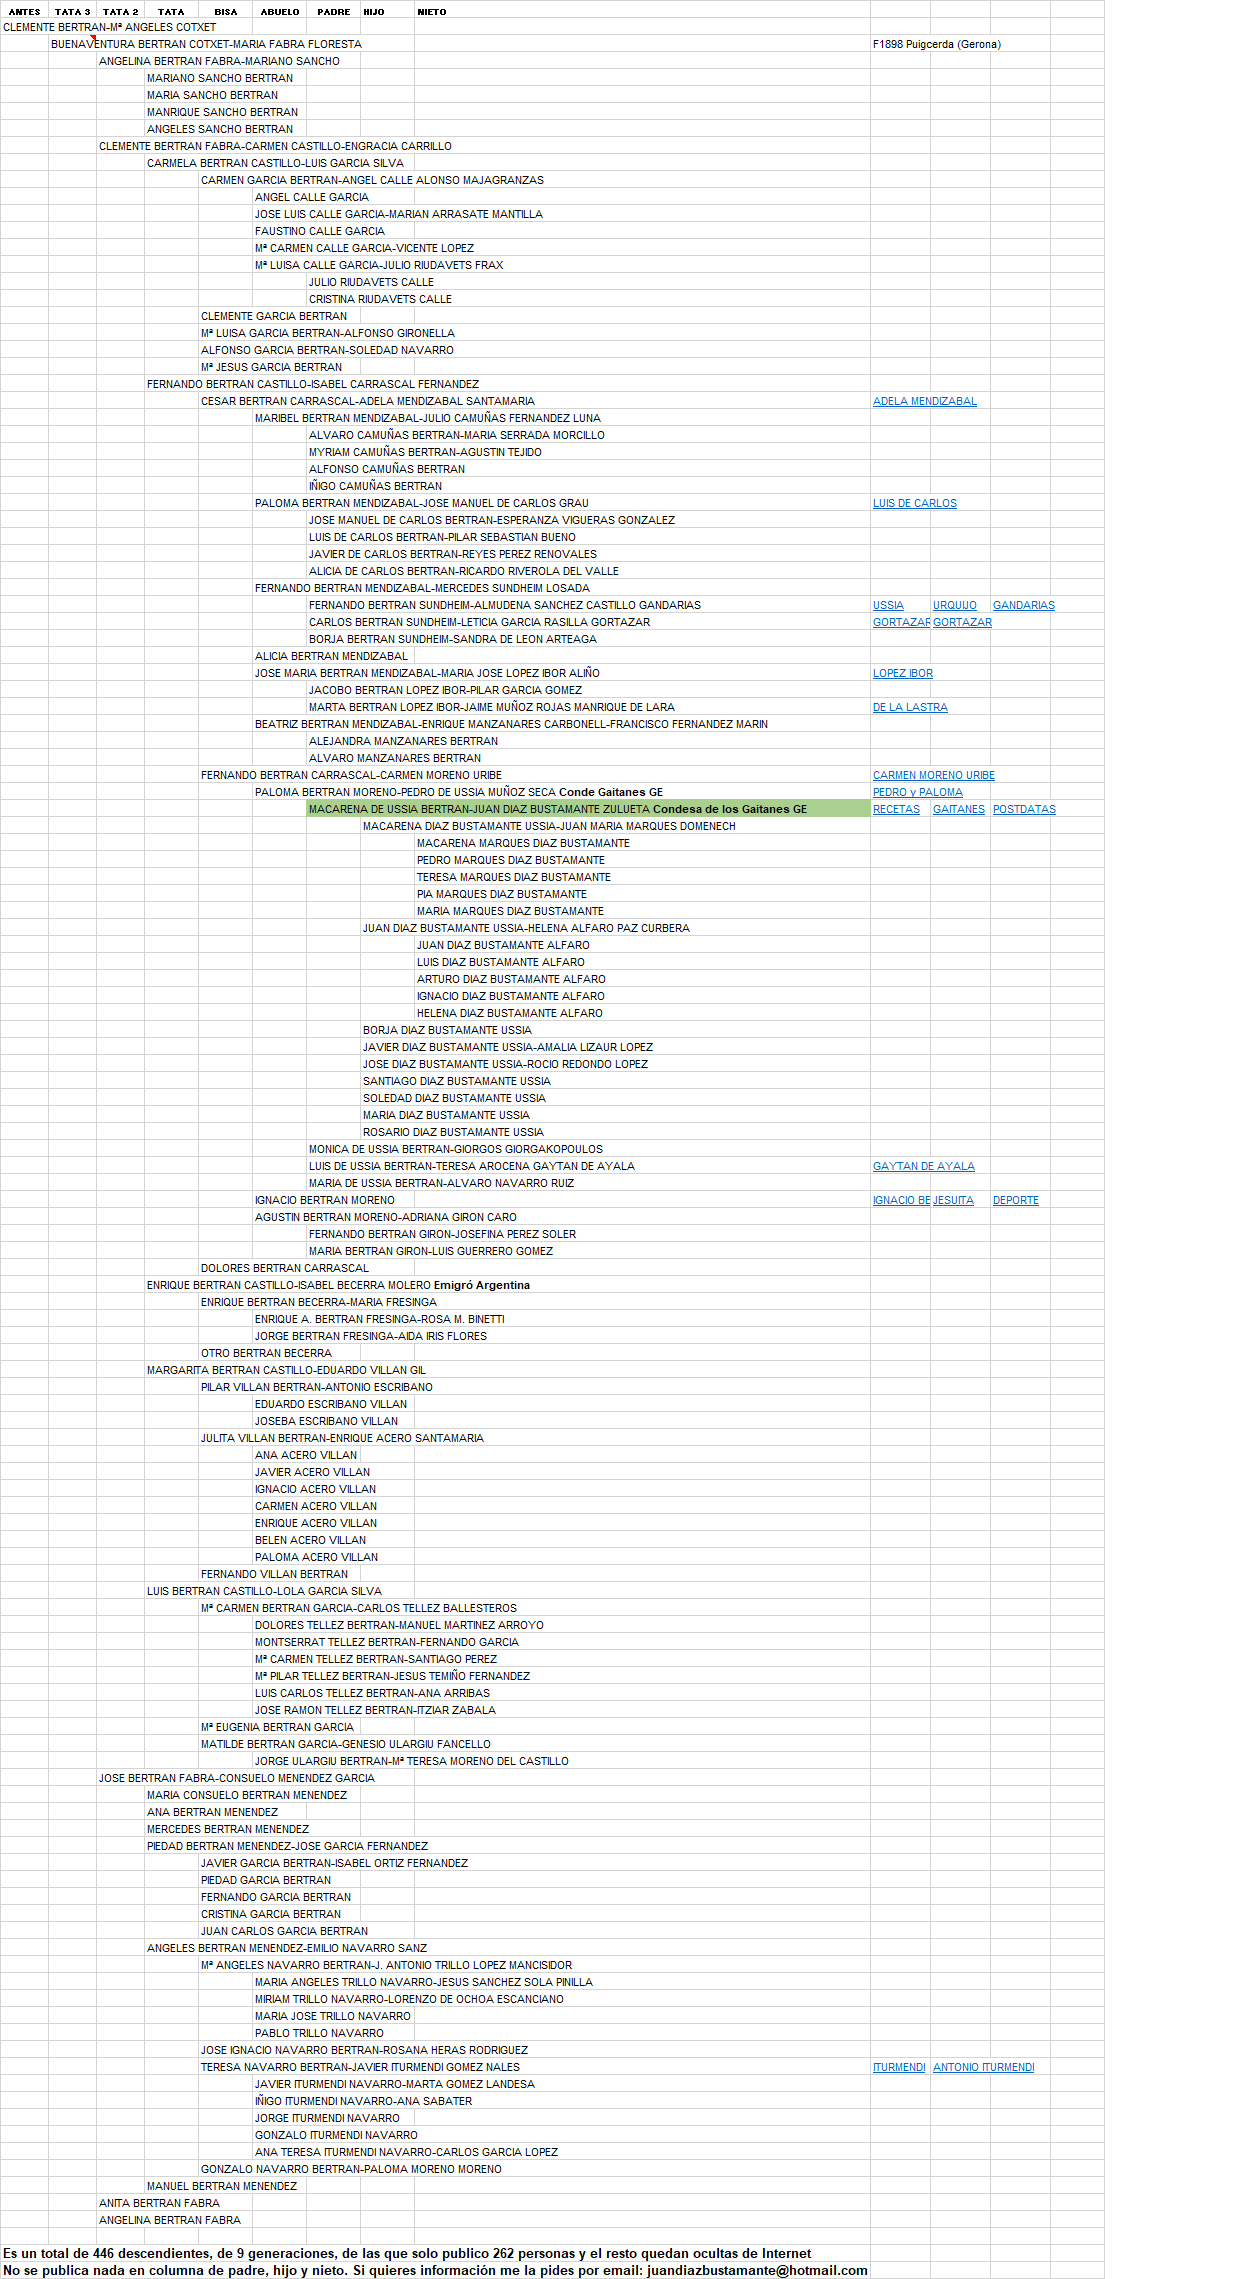 ANTES TATA 3 TATA 2 TATA BISA ABUELO PADRE HIJO NIETO
CLEMENTE BERTRAN-Mª ANGELES COTXET
BUENAVENTURA BERTRAN COTXET-MARIA FABRA FLORESTA F1898 Puigcerda (Gerona)
ANGELINA BERTRAN FABRA-MARIANO SANCHO
MARIANO SANCHO BERTRAN
MARIA SANCHO BERTRAN
MANRIQUE SANCHO BERTRAN
ANGELES SANCHO BERTRAN
CLEMENTE BERTRAN FABRA-CARMEN CASTILLO-ENGRACIA CARRILLO
CARMELA BERTRAN CASTILLO-LUIS GARCIA SILVA
CARMEN GARCIA BERTRAN-ANGEL CALLE ALONSO MAJAGRANZAS
ANGEL CALLE GARCIA
JOSE LUIS CALLE GARCIA-MARIAN ARRASATE MANTILLA
FAUSTINO CALLE GARCIA
Mª CARMEN CALLE GARCIA-VICENTE LOPEZ
Mª LUISA CALLE GARCIA-JULIO RIUDAVETS FRAX
JULIO RIUDAVETS CALLE
CRISTINA RIUDAVETS CALLE
CLEMENTE GARCIA BERTRAN
Mª LUISA GARCIA BERTRAN-ALFONSO GIRONELLA
ALFONSO GARCIA BERTRAN-SOLEDAD NAVARRO
Mª JESUS GARCIA BERTRAN
FERNANDO BERTRAN CASTILLO-ISABEL CARRASCAL FERNANDEZ
CESAR BERTRAN CARRASCAL-ADELA MENDIZABAL SANTAMARIA ADELA MENDIZABAL
MARIBEL BERTRAN MENDIZABAL-JULIO CAMUÑAS FERNANDEZ LUNA
ALVARO CAMUÑAS BERTRAN-MARIA SERRADA MORCILLO
MYRIAM CAMUÑAS BERTRAN-AGUSTIN TEJIDO
ALFONSO CAMUÑAS BERTRAN
IÑIGO CAMUÑAS BERTRAN
PALOMA BERTRAN MENDIZABAL-JOSE MANUEL DE CARLOS GRAU LUIS DE CARLOS
JOSE MANUEL DE CARLOS BERTRAN-ESPERANZA VIGUERAS GONZALEZ
LUIS DE CARLOS BERTRAN-PILAR SEBASTIAN BUENO
JAVIER DE CARLOS BERTRAN-REYES PEREZ RENOVALES
ALICIA DE CARLOS BERTRAN-RICARDO RIVEROLA DEL VALLE
FERNANDO BERTRAN MENDIZABAL-MERCEDES SUNDHEIM LOSADA
FERNANDO BERTRAN SUNDHEIM-ALMUDENA SANCHEZ CASTILLO GANDARIAS USSIA URQUIJO GANDARIAS
CARLOS BERTRAN SUNDHEIM-LETICIA GARCIA RASILLA GORTAZAR GORTAZAR GORTAZAR
BORJA BERTRAN SUNDHEIM-SANDRA DE LEON ARTEAGA
ALICIA BERTRAN MENDIZABAL
JOSE MARIA BERTRAN MENDIZABAL-MARIA JOSE LOPEZ IBOR ALIÑO LOPEZ IBOR
JACOBO BERTRAN LOPEZ IBOR-PILAR GARCIA GOMEZ
MARTA BERTRAN LOPEZ IBOR-JAIME MUÑOZ ROJAS MANRIQUE DE LARA DE LA LASTRA
BEATRIZ BERTRAN MENDIZABAL-ENRIQUE MANZANARES CARBONELL-FRANCISCO FERNANDEZ MARIN
ALEJANDRA MANZANARES BERTRAN
ALVARO MANZANARES BERTRAN
FERNANDO BERTRAN CARRASCAL-CARMEN MORENO URIBE CARMEN MORENO URIBE
PALOMA BERTRAN MORENO-PEDRO DE USSIA MUÑOZ SECA Conde Gaitanes GE PEDRO y PALOMA
MACARENA DE USSIA BERTRAN-JUAN DIAZ BUSTAMANTE ZULUETA Condesa de los Gaitanes GE RECETAS GAITANES POSTDATAS
MACARENA DIAZ BUSTAMANTE USSIA-JUAN MARIA MARQUES DOMENECH
MACARENA MARQUES DIAZ BUSTAMANTE
PEDRO MARQUES DIAZ BUSTAMANTE
TERESA MARQUES DIAZ BUSTAMANTE
PIA MARQUES DIAZ BUSTAMANTE
MARIA MARQUES DIAZ BUSTAMANTE
JUAN DIAZ BUSTAMANTE USSIA-HELENA ALFARO PAZ CURBERA
JUAN DIAZ BUSTAMANTE ALFARO
LUIS DIAZ BUSTAMANTE ALFARO
ARTURO DIAZ BUSTAMANTE ALFARO
IGNACIO DIAZ BUSTAMANTE ALFARO
HELENA DIAZ BUSTAMANTE ALFARO
BORJA DIAZ BUSTAMANTE USSIA
JAVIER DIAZ BUSTAMANTE USSIA-AMALIA LIZAUR LOPEZ
JOSE DIAZ BUSTAMANTE USSIA-ROCIO REDONDO LOPEZ
SANTIAGO DIAZ BUSTAMANTE USSIA
SOLEDAD DIAZ BUSTAMANTE USSIA
MARIA DIAZ BUSTAMANTE USSIA
ROSARIO DIAZ BUSTAMANTE USSIA
MONICA DE USSIA BERTRAN-GIORGOS GIORGAKOPOULOS
LUIS DE USSIA BERTRAN-TERESA AROCENA GAYTAN DE AYALA GAYTAN DE AYALA
MARIA DE USSIA BERTRAN-ALVARO NAVARRO RUIZ
IGNACIO BERTRAN MORENO IGNACIO BE JESUITA DEPORTE
AGUSTIN BERTRAN MORENO-ADRIANA GIRON CARO
FERNANDO BERTRAN GIRON-JOSEFINA PEREZ SOLER
MARIA BERTRAN GIRON-LUIS GUERRERO GOMEZ
DOLORES BERTRAN CARRASCAL
ENRIQUE BERTRAN CASTILLO-ISABEL BECERRA MOLERO Emigró Argentina
ENRIQUE BERTRAN BECERRA-MARIA FRESINGA
ENRIQUE A. BERTRAN FRESINGA-ROSA M. BINETTI
JORGE BERTRAN FRESINGA-AIDA IRIS FLORES
OTRO BERTRAN BECERRA
MARGARITA BERTRAN CASTILLO-EDUARDO VILLAN GIL
PILAR VILLAN BERTRAN-ANTONIO ESCRIBANO
EDUARDO ESCRIBANO VILLAN
JOSEBA ESCRIBANO VILLAN
JULITA VILLAN BERTRAN-ENRIQUE ACERO SANTAMARIA
ANA ACERO VILLAN
JAVIER ACERO VILLAN
IGNACIO ACERO VILLAN
CARMEN ACERO VILLAN
ENRIQUE ACERO VILLAN
BELEN ACERO VILLAN
PALOMA ACERO VILLAN
FERNANDO VILLAN BERTRAN
LUIS BERTRAN CASTILLO-LOLA GARCIA SILVA
Mª CARMEN BERTRAN GARCIA-CARLOS TELLEZ BALLESTEROS
DOLORES TELLEZ BERTRAN-MANUEL MARTINEZ ARROYO
MONTSERRAT TELLEZ BERTRAN-FERNANDO GARCIA
Mª CARMEN TELLEZ BERTRAN-SANTIAGO PEREZ
Mª PILAR TELLEZ BERTRAN-JESUS TEMIÑO FERNANDEZ
LUIS CARLOS TELLEZ BERTRAN-ANA ARRIBAS
JOSE RAMON TELLEZ BERTRAN-ITZIAR ZABALA
Mª EUGENIA BERTRAN GARCIA
MATILDE BERTRAN GARCIA-GENESIO ULARGIU FANCELLO
JORGE ULARGIU BERTRAN-Mª TERESA MORENO DEL CASTILLO
JOSE BERTRAN FABRA-CONSUELO MENENDEZ GARCIA
MARIA CONSUELO BERTRAN MENENDEZ
ANA BERTRAN MENENDEZ
MERCEDES BERTRAN MENENDEZ
PIEDAD BERTRAN MENENDEZ-JOSE GARCIA FERNANDEZ
JAVIER GARCIA BERTRAN-ISABEL ORTIZ FERNANDEZ
PIEDAD GARCIA BERTRAN
FERNANDO GARCIA BERTRAN
CRISTINA GARCIA BERTRAN
JUAN CARLOS GARCIA BERTRAN
ANGELES BERTRAN MENENDEZ-EMILIO NAVARRO SANZ
Mª ANGELES NAVARRO BERTRAN-J. ANTONIO TRILLO LOPEZ MANCISIDOR
MARIA ANGELES TRILLO NAVARRO-JESUS SANCHEZ SOLA PINILLA
MIRIAM TRILLO NAVARRO-LORENZO DE OCHOA ESCANCIANO
MARIA JOSE TRILLO NAVARRO
PABLO TRILLO NAVARRO
JOSE IGNACIO NAVARRO BERTRAN-ROSANA HERAS RODRIGUEZ
TERESA NAVARRO BERTRAN-JAVIER ITURMENDI GOMEZ NALES ITURMENDI ANTONIO ITURMENDI
JAVIER ITURMENDI NAVARRO-MARTA GOMEZ LANDESA
IÑIGO ITURMENDI NAVARRO-ANA SABATER
JORGE ITURMENDI NAVARRO
GONZALO ITURMENDI NAVARRO
ANA TERESA ITURMENDI NAVARRO-CARLOS GARCIA LOPEZ
GONZALO NAVARRO BERTRAN-PALOMA MORENO MORENO
MANUEL BERTRAN MENENDEZ
ANITA BERTRAN FABRA
ANGELINA BERTRAN FABRA
Es un total de 446 descendientes, de 9 generaciones, de las que solo publico 262 personas y el resto quedan ocultas de Internet
No se publica nada en columna de padre, hijo y nieto. Si quieres información me la pides por email: juandiazbustamante@hotmail.com